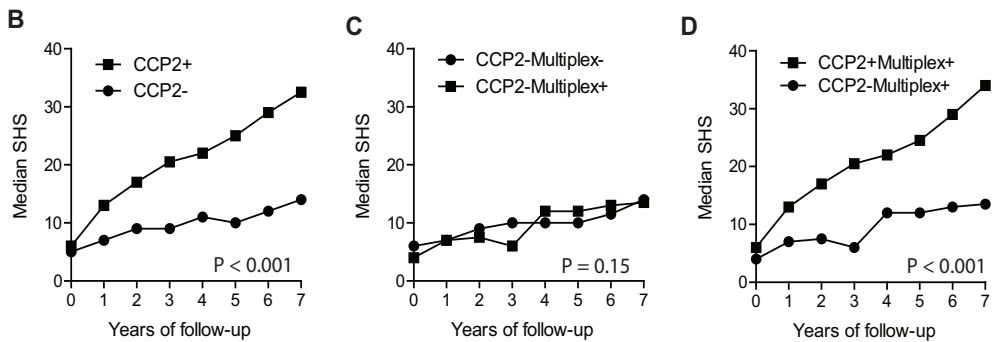 B
40
30
20
10
0
Median SHS
CCP2+
CCP2-
P < 0.001
0 1 2 3 4 5 6 7
Years of follow-up
C
40
30
20
10
0
Median SHS
CCP2-Multiplex-
CCP2-Multiplex+
P = 0.15
0 1 2 3 4 5 6 7
Years of follow-up
D
40
30
20
10
0
Median SHS
CCP2+Multiplex+
CCP2-Multiplex+
P < 0.001
0 1 2 3 4 5 6 7
Years of follow-up